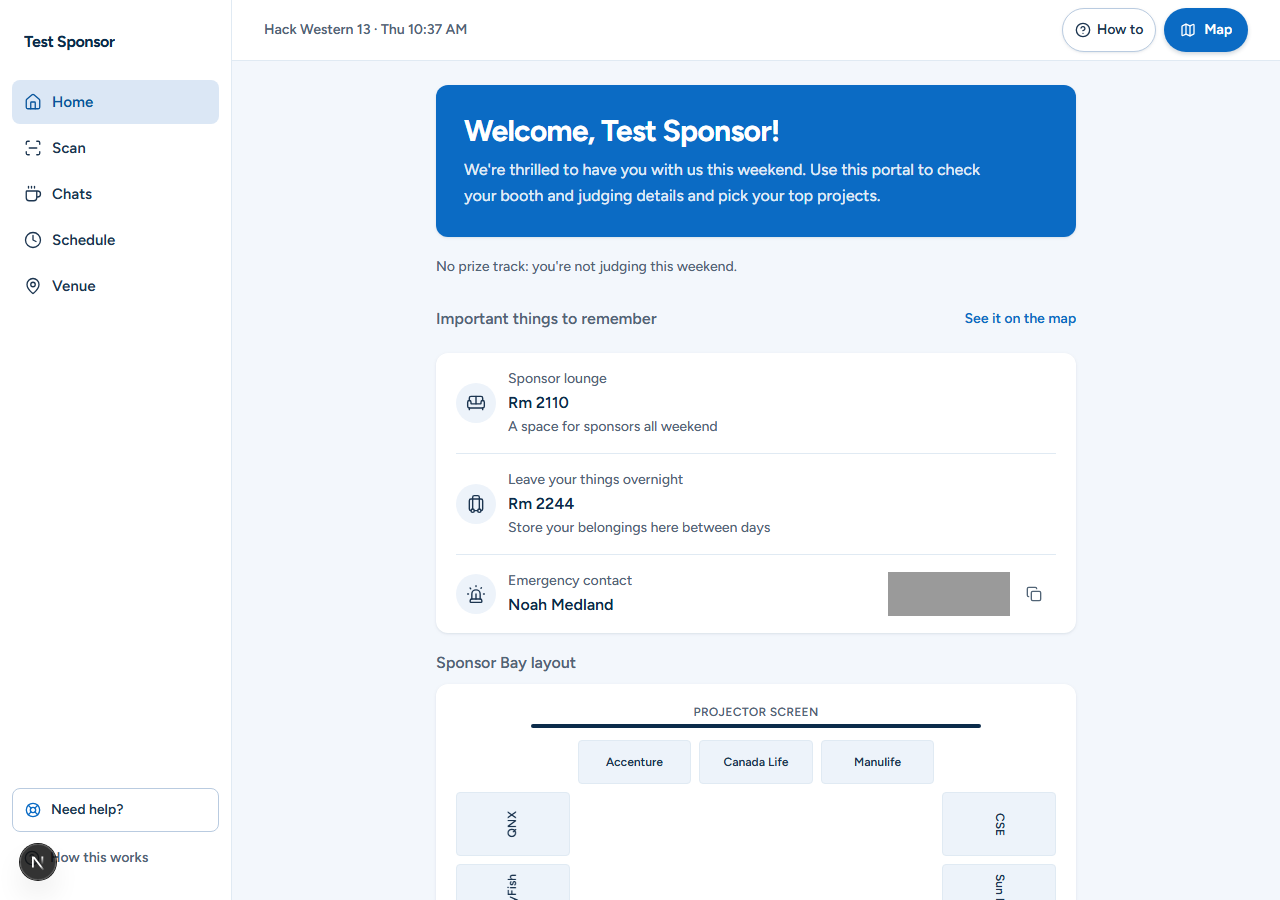 Test Sponsor
Hack Western 13 · Thu 10:37 AM
How to
Map
Home
Scan
Chats
Schedule
Venue
Welcome, Test Sponsor!
We're thrilled to have you with us this weekend. Use this portal to check
your booth and judging details and pick your top projects.
No prize track: you're not judging this weekend.
Important things to remember
See it on the map
Sponsor lounge
Rm 2110
A space for sponsors all weekend
Leave your things overnight
Rm 2244
Store your belongings here between days
Emergency contact
Noah Medland
Sponsor Bay layout
PROJECTOR SCREEN
Accenture
Canada Life
Manulife
QNX
CSE
Sun
Need help?
How this works
N